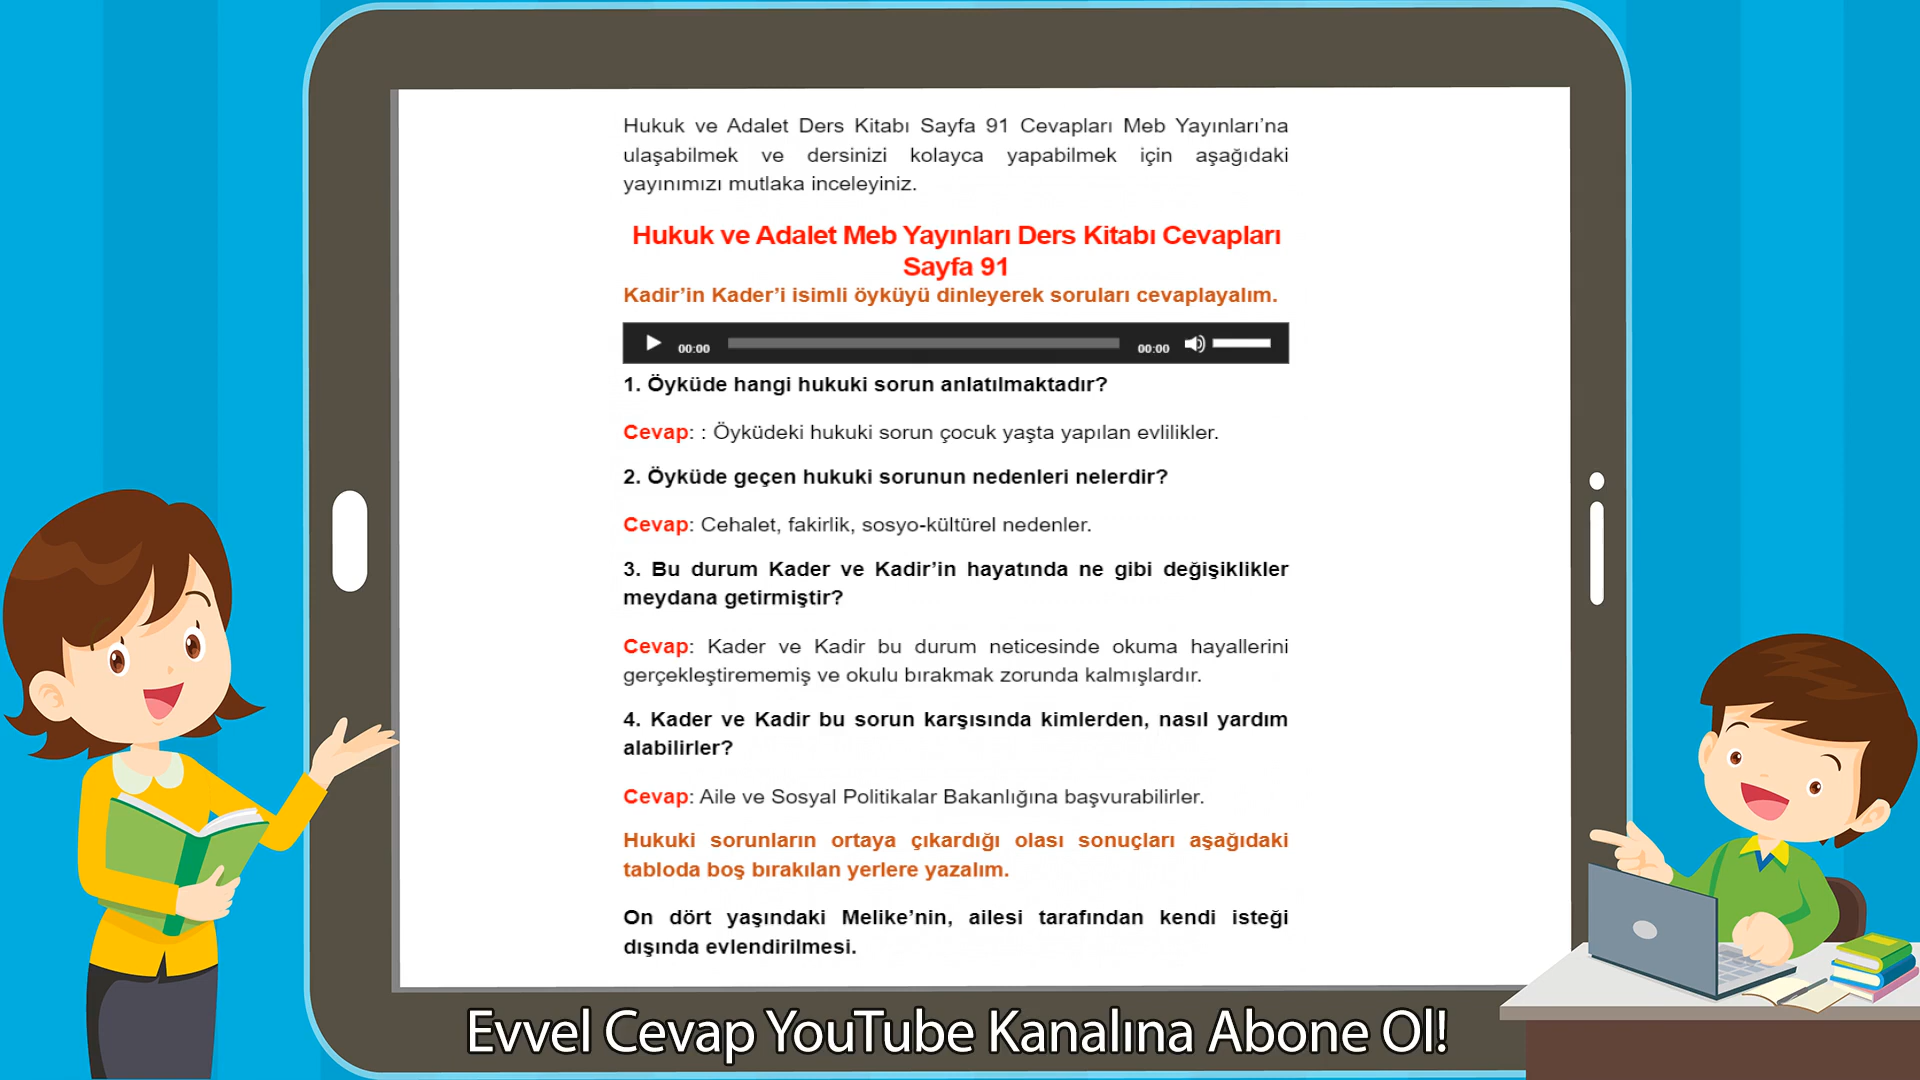 Hukuk ve Adalet Ders Kitabı Sayfa 91 Cevapları Meb Yayınları’na
ulaşabilmek ve dersinizi kolayca yapabilmek için aşağıdaki
yayınımızı mutlaka inceleyiniz.
Hukuk ve Adalet Meb Yayınları Ders Kitabı Cevapları
Sayfa 91
Kadir’in Kader’i isimli öyküyü dinleyerek soruları cevaplayalım.
00:00 00:00
1. Öyküde hangi hukuki sorun anlatılmaktadır?
Cevap: : Öyküdeki hukuki sorun çocuk yaşta yapılan evlilikler.
2. Öyküde geçen hukuki sorunun nedenleri nelerdir?
Cevap: Cehalet, fakirlik, sosyo-kültürel nedenler.
3. Bu durum Kader ve Kadir’in hayatında ne gibi değişiklikler
meydana getirmiştir?
Cevap: Kader ve Kadir bu durum neticesinde okuma hayallerini
gerçekleştirememiş ve okulu bırakmak zorunda kalmışlardır.
4. Kader ve Kadir bu sorun karşısında kimlerden, nasıl yardım
alabilirler?
Cevap: Aile ve Sosyal Politikalar Bakanlığına başvurabilirler.
Hukuki sorunların ortaya çıkardığı olası sonuçları aşağıdaki
tabloda boş bırakılan yerlere yazalım.
On dört yaşındaki Melike’nin, ailesi tarafından kendi isteği
dışında evlendirilmesi.
Evvel Cevap YouTube Kanalına Abone Ol!